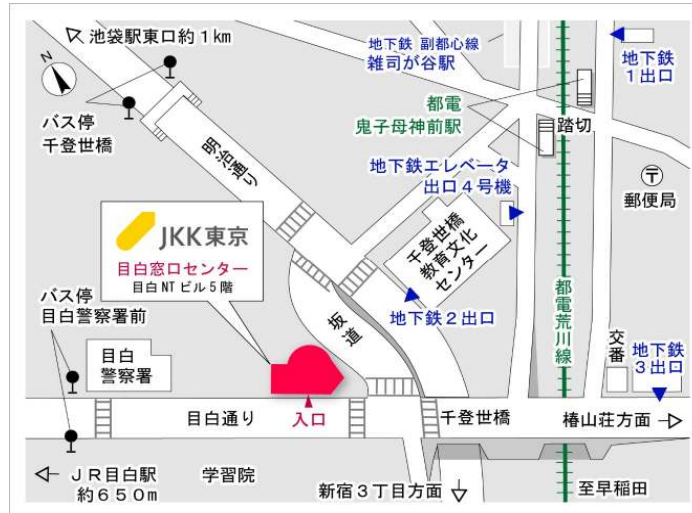 池袋駅東口約1km
N
バス停
千登世橋
明治通り
地下鉄 副都心線
雑司が谷駅
地下鉄
1出口
都電
鬼子母神前駅
踏切
地下鉄エレベータ
出口4号機
〒
郵便局
JKK東京
目白窓口センター
目白NTビル5階
千登世橋
教育文化
センター
バス停
目白警察署前
地下鉄2出口
坂道
都電荒川線
目白
警察署
交番
地下鉄
3出口
目白通り
入口
千登世橋
椿山荘方面
JR目白駅
約650m
学習院
新宿3丁目方面
至早稲田